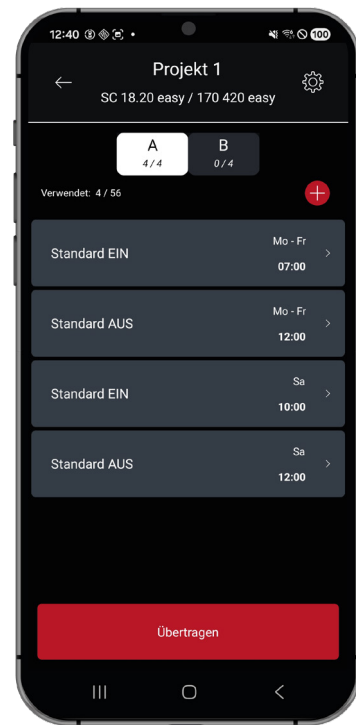 12:40
100
Projekt 1
SC 18.20 easy / 170 420 easy
A
4 / 4
B
0 / 4
Verwendet: 4 / 56
Standard EIN
Mo - Fr
07:00
Standard AUS
Mo - Fr
12:00
Standard EIN
Sa
10:00
Standard AUS
Sa
12:00
Übertragen